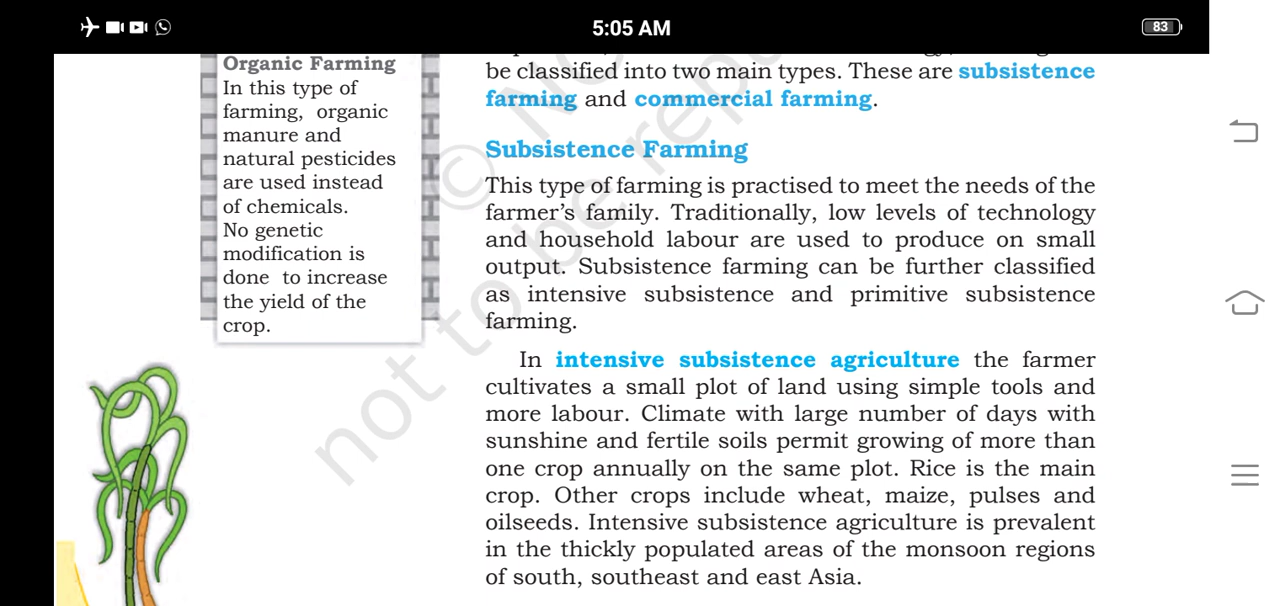 5:05 AM
83
Organic Farming
In this type of
farming, organic
manure and
natural pesticides
are used instead
of chemicals.
No genetic
modification is
done to increase
the yield of the
crop.
be classified into two main types. These are subsistence
farming and commercial farming.
Subsistence Farming
This type of farming is practised to meet the needs of the
farmer's family. Traditionally, low levels of technology
and household labour are used to produce on small
output. Subsistence farming can be further classified
as intensive subsistence and primitive subsistence
farming.
In intensive subsistence agriculture the farmer
cultivates a small plot of land using simple tools and
more labour. Climate with large number of days with
sunshine and fertile soils permit growing of more than
one crop annually on the same plot. Rice is the main
crop. Other crops include wheat, maize, pulses and
oilseeds. Intensive subsistence agriculture is prevalent
in the thickly populated areas of the monsoon regions
of south, southeast and east Asia.
©
not to be